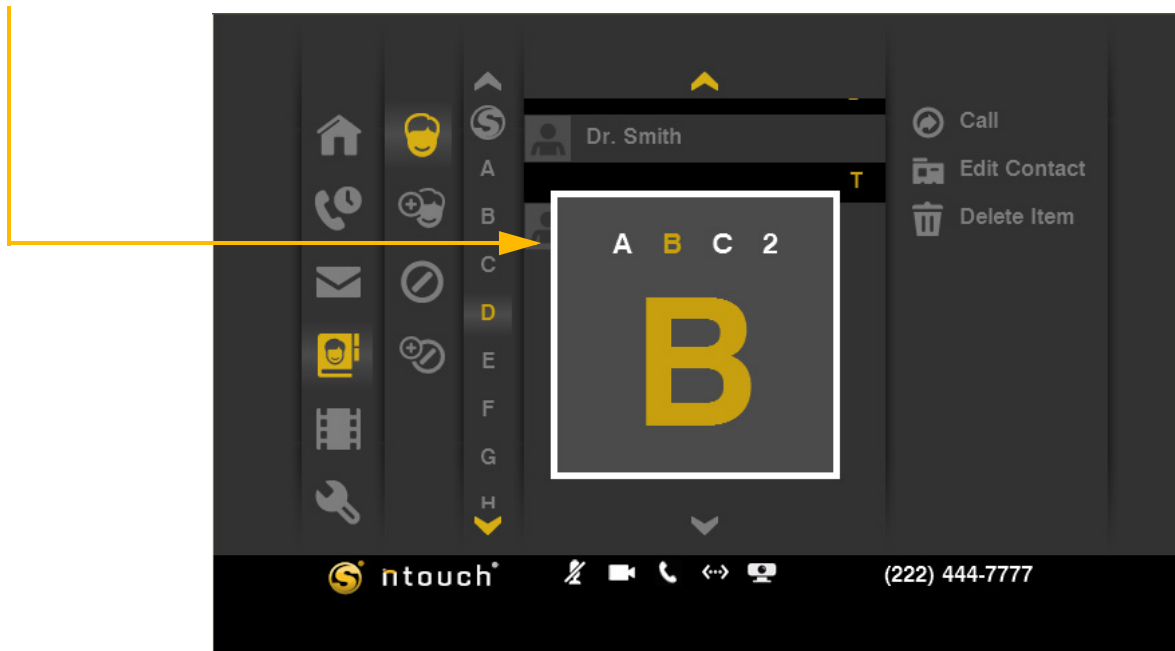 Dr. Smith
T
A
B
C
D
E
F
G
H
A B C 2
B
Call
Edit Contact
Delete Item
S ntouch
(222) 444-7777